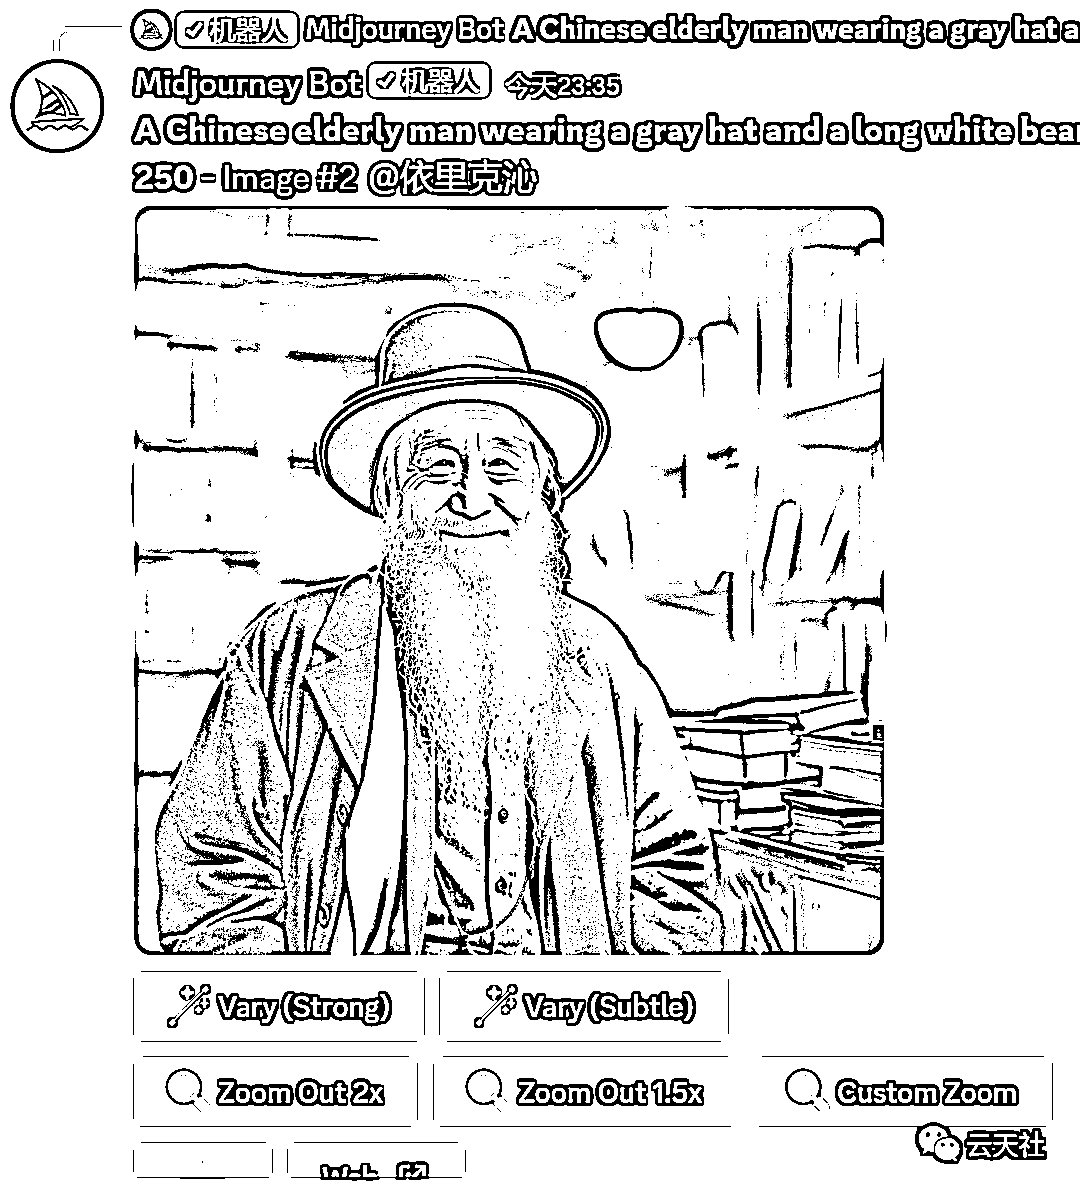 机器人 Midjourney Bot A Chinese elderly man wearing a gray hat a
Midjourney Bot 机器人 今天23:35
A Chinese elderly man wearing a gray hat and a long white bear
250 - Image #2 @依里克沁
Vary (Strong) Vary (Subtle)
Zoom Out 2x Zoom Out 1.5x Custom Zoom
云天社
Web